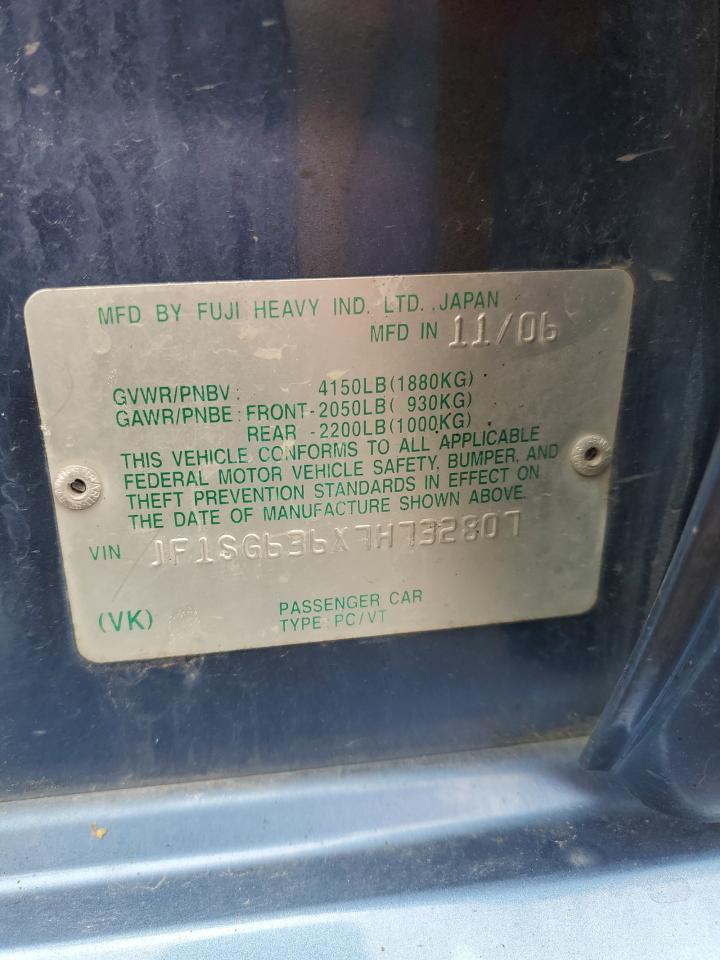 MFD BY FUJI HEAVY IND. LTD. JAPAN
MFD IN 11/06
GVWR/PNBV: 4150LB(1880KG)
GAWR/PNBE: FRONT-2050LB( 930KG)
REAR -2200LB(1000KG)
THIS VEHICLE CONFORMS TO ALL APPLICABLE
FEDERAL MOTOR VEHICLE SAFETY, BUMPER, AND
THEFT PREVENTION STANDARDS IN EFFECT ON
THE DATE OF MANUFACTURE SHOWN ABOVE.
VIN JF1SG636X7H732807
(VK) PASSENGER CAR
TYPE: PC/VT